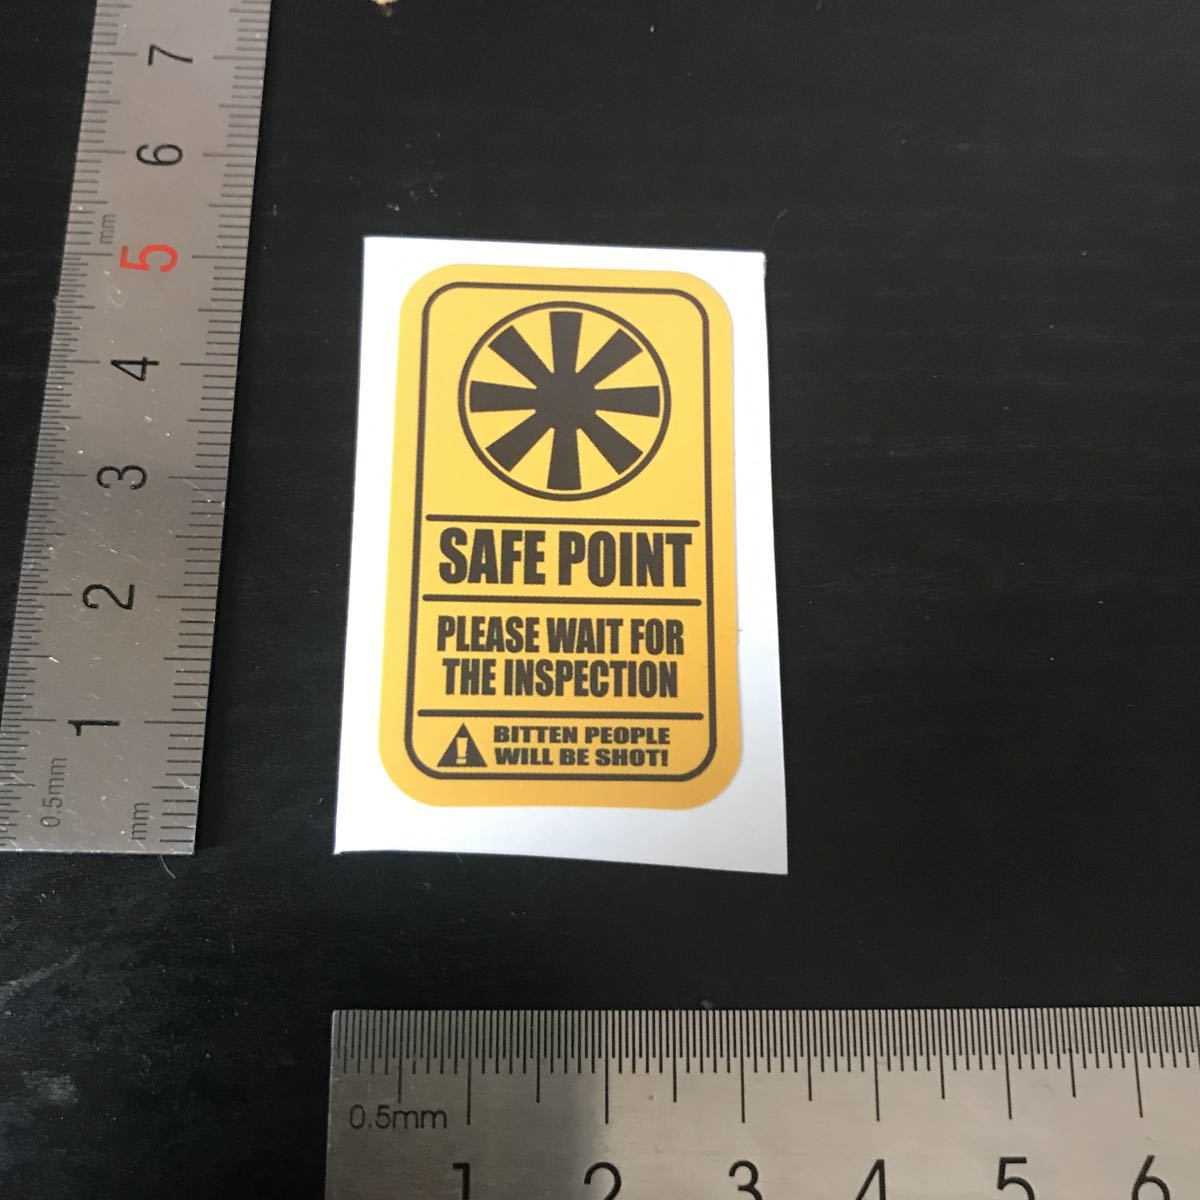 7
6
mm
5
4
3
2
1
0.5mm
mm
SAFE POINT
PLEASE WAIT FOR
THE INSPECTION
BITTEN PEOPLE
WILL BE SHOT!
0.5mm
1 2 3 4 5 6